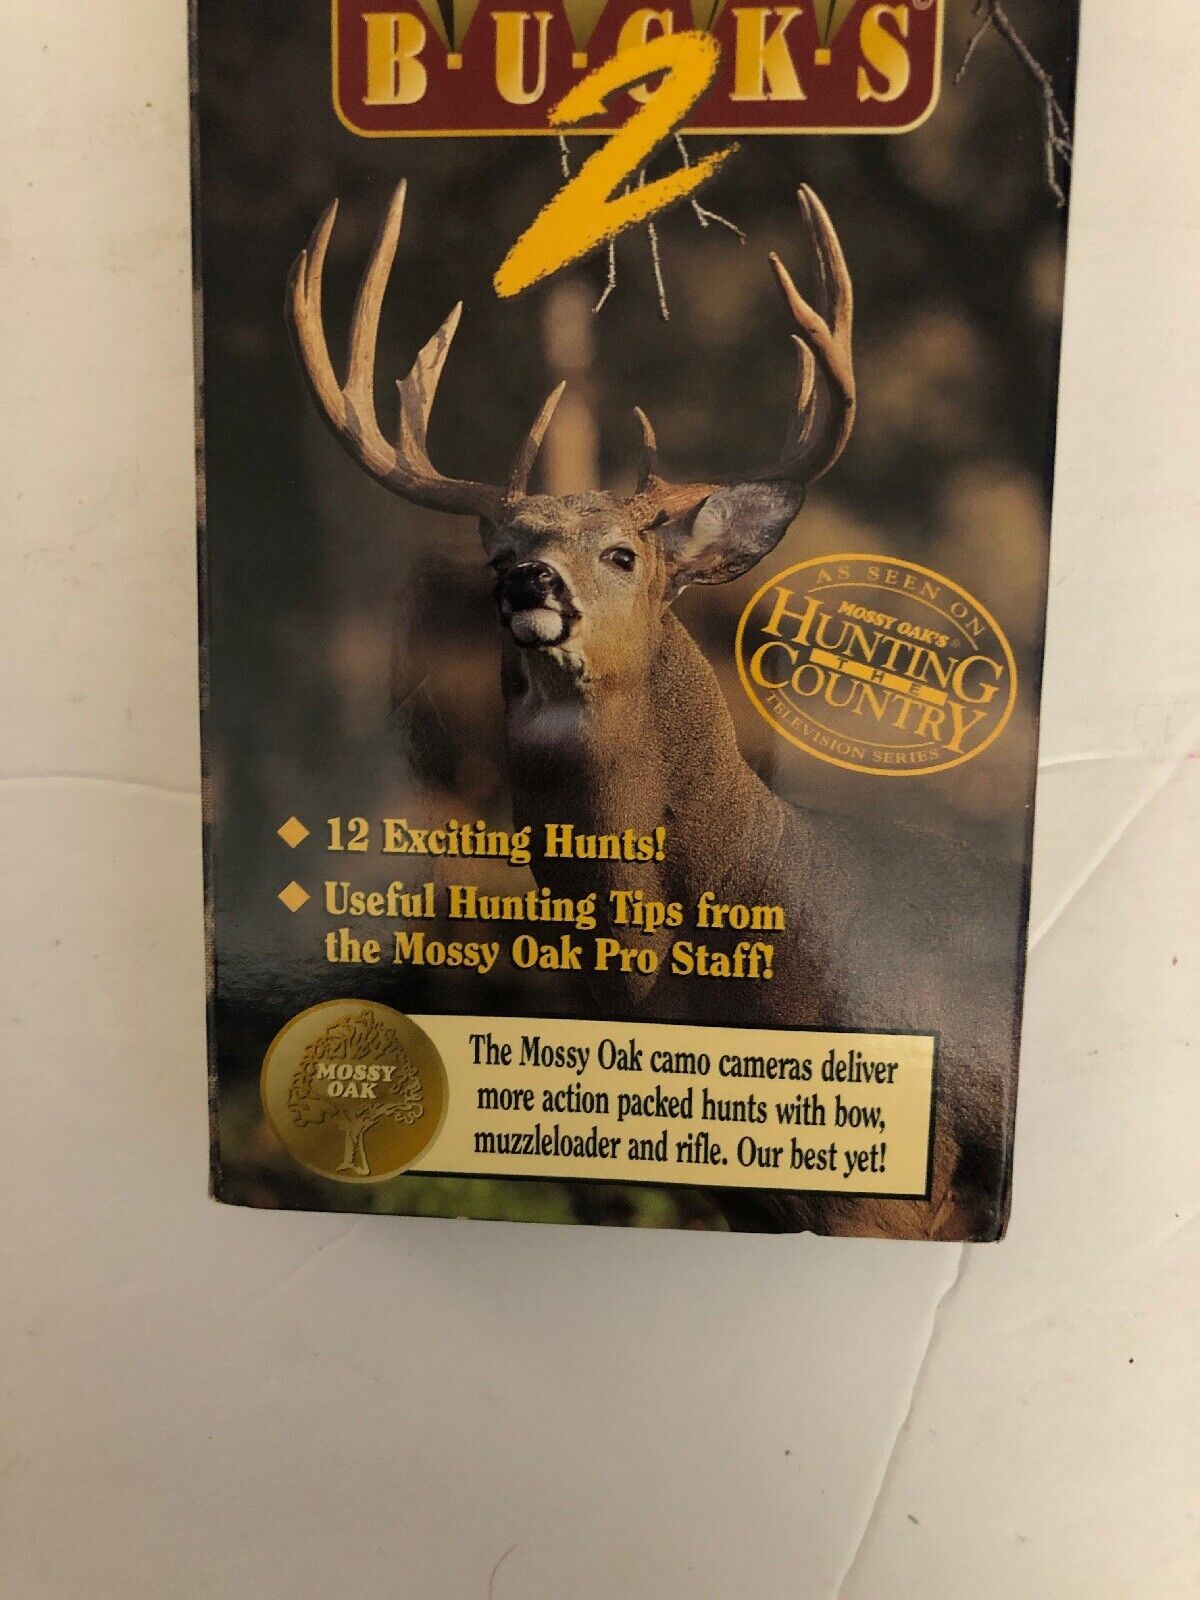 B·U·C·K·S
2
AS SEEN ON
MOSSY OAK'S®
HUNTING
THE
COUNTRY
TELEVISION SERIES
12 Exciting Hunts!
Useful Hunting Tips from
the Mossy Oak Pro Staff!
MOSSY
OAK
The Mossy Oak camo cameras deliver
more action packed hunts with bow,
muzzleloader and rifle. Our best yet!